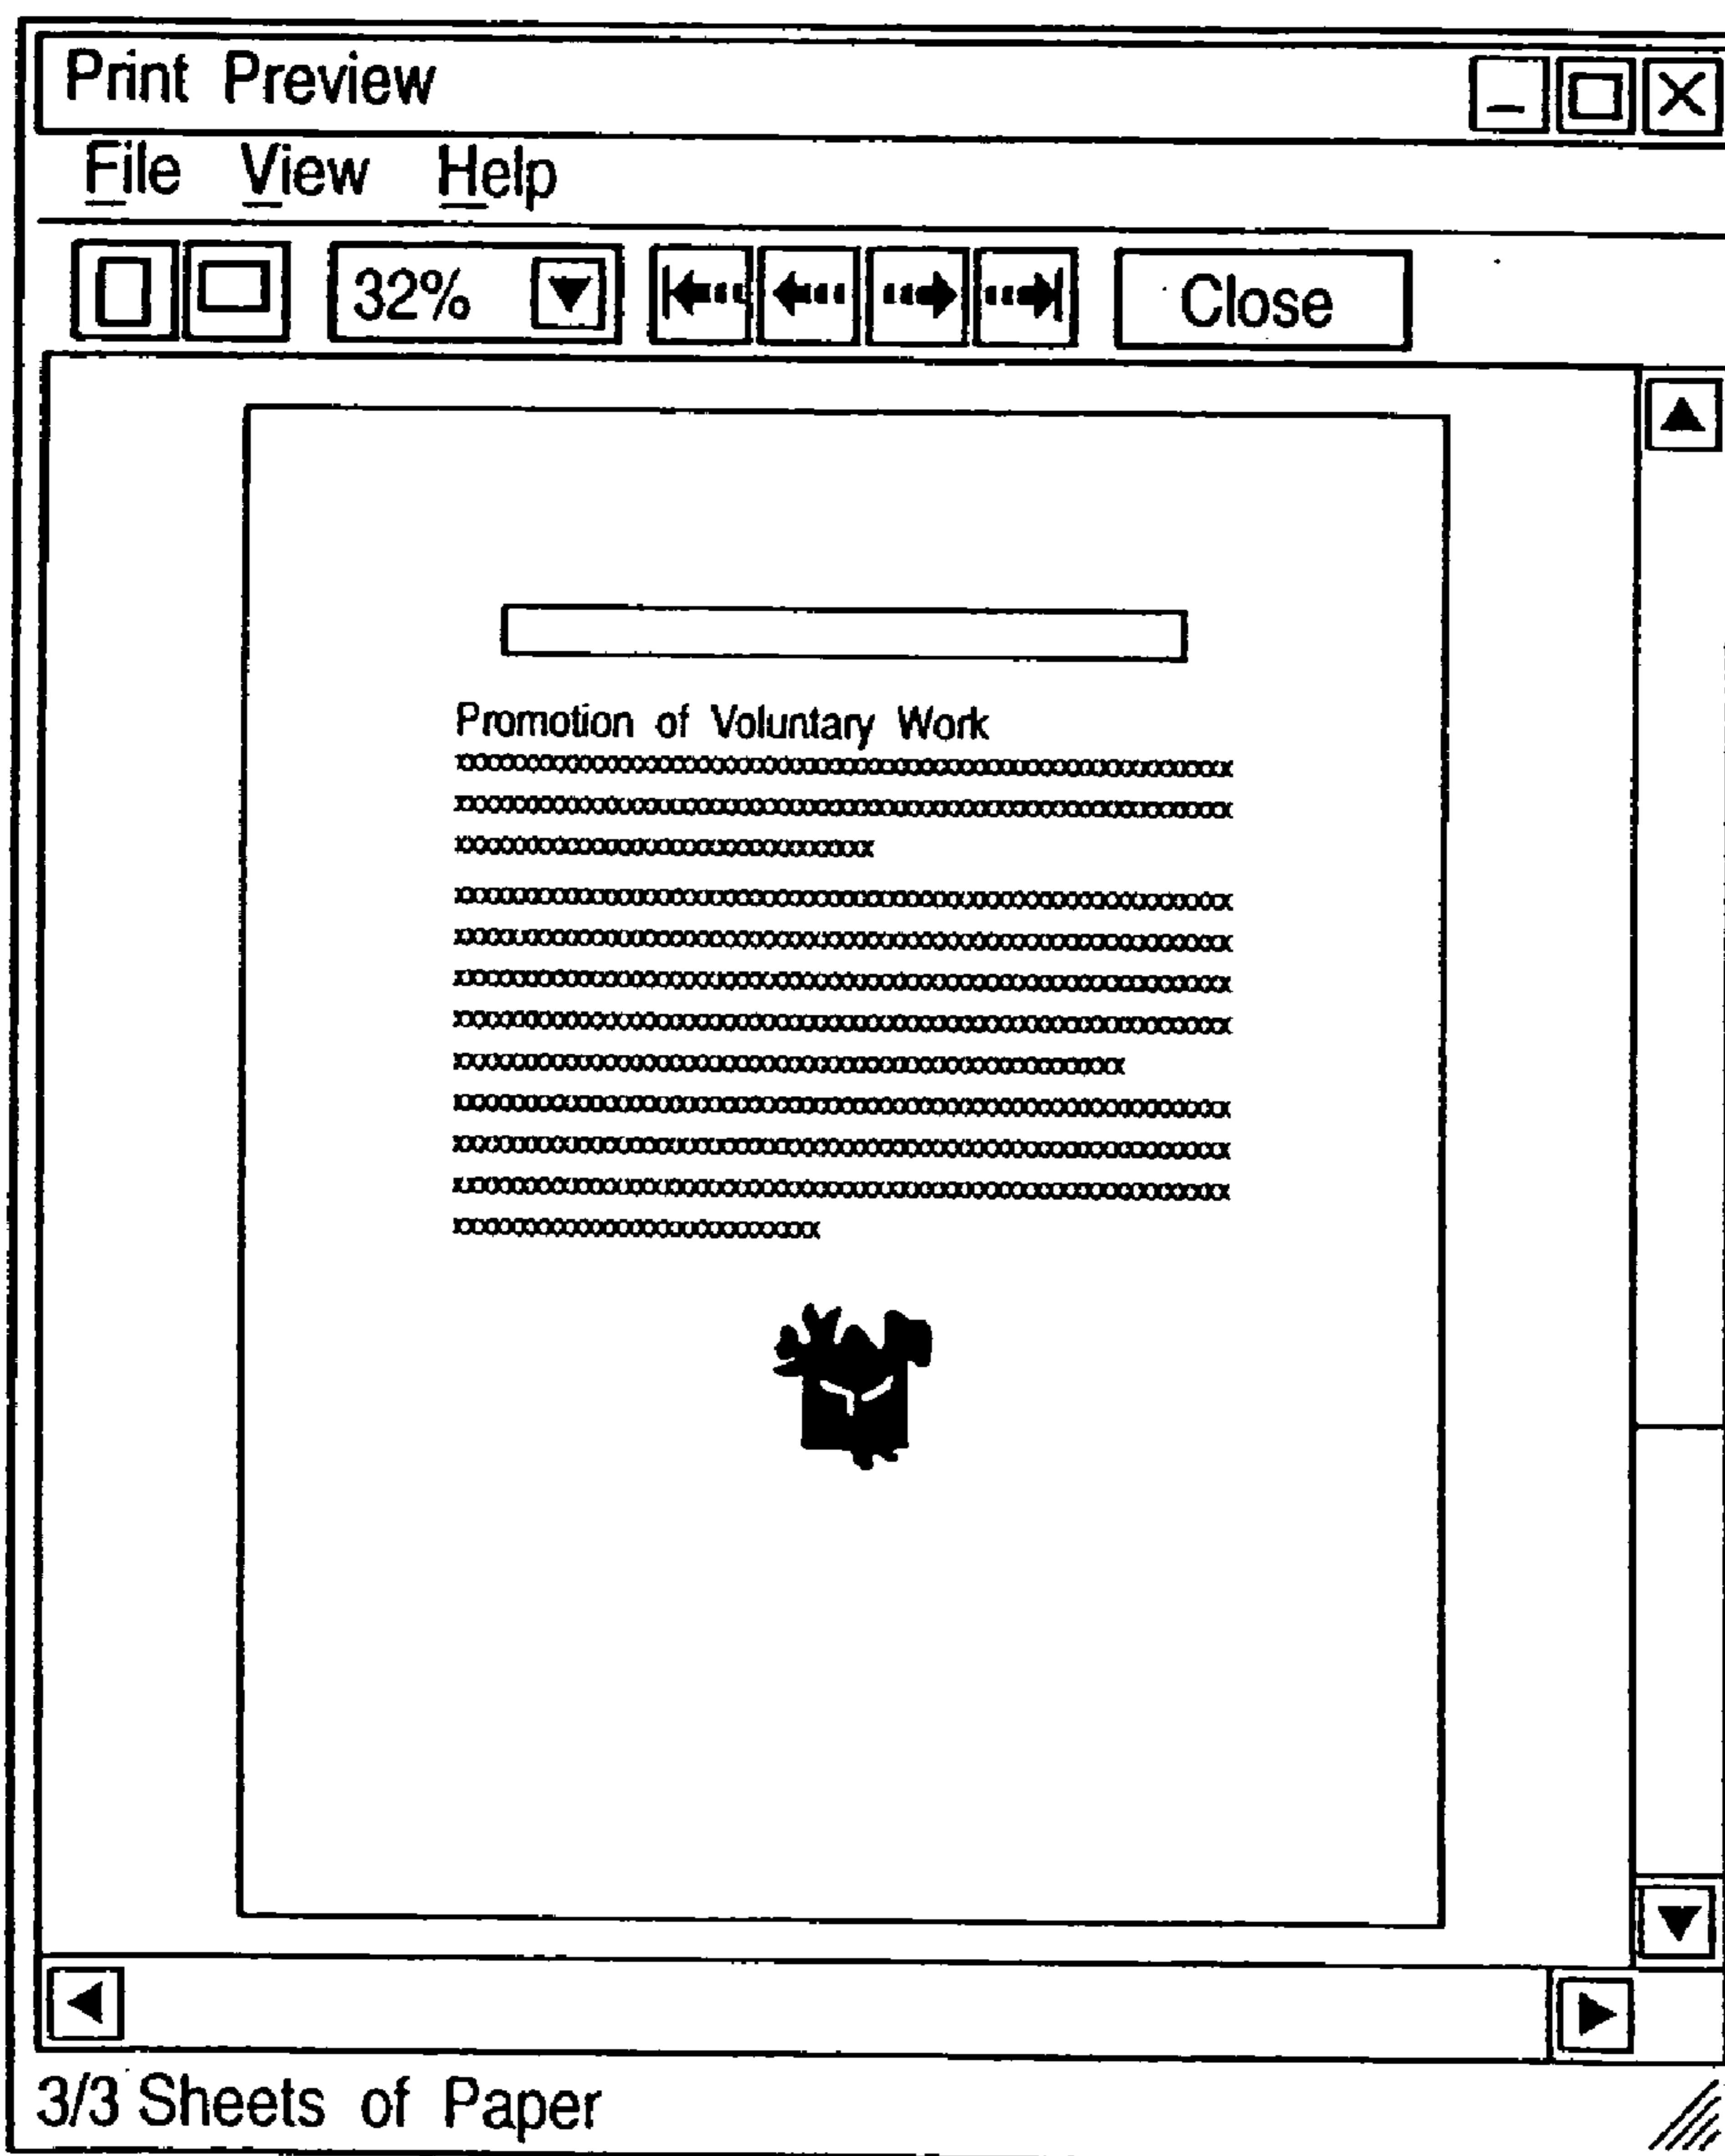 Print Preview
File View Help
32% Close
Promotion of Voluntary Work
3/3 Sheets of Paper